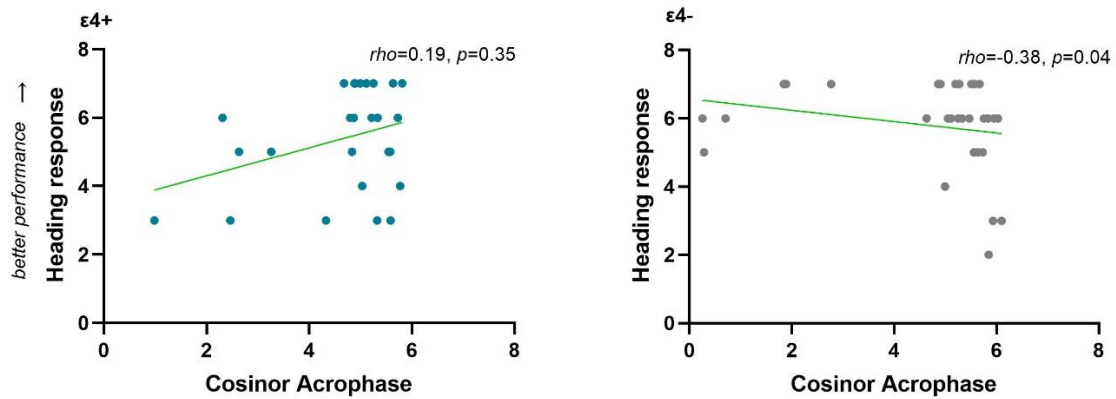 ε4+
rho=0.19, p=0.35
better performance →
Heading response
8
6
4
2
0
0 2 4 6 8
Cosinor Acrophase
ε4-
rho=-0.38, p=0.04
Heading response
8
6
4
2
0
0 2 4 6 8
Cosinor Acrophase